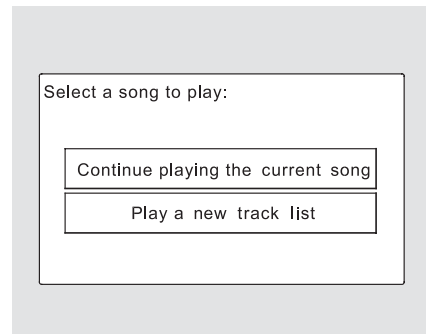 Select a song to play:
Continue playing the current song
Play a new track list